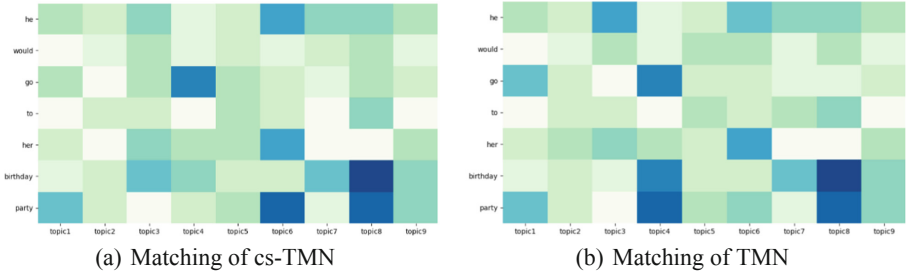 he
would
go
to
her
birthday
party
topic1 topic2 topic3 topic4 topic5 topic6 topic7 topic8 topic9
(a) Matching of cs-TMN
he
would
go
to
her
birthday
party
topic1 topic2 topic3 topic4 topic5 topic6 topic7 topic8 topic9
(b) Matching of TMN